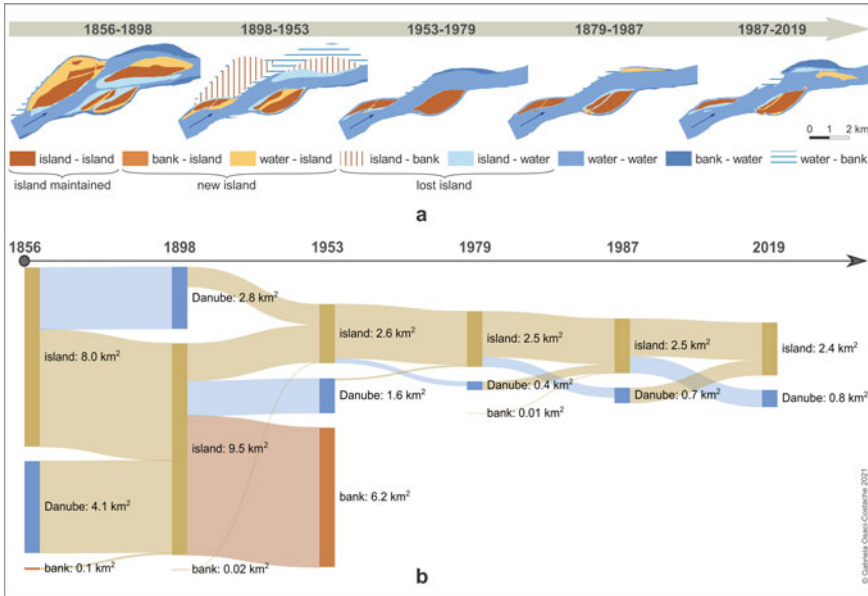 1856-1898 1898-1953 1953-1979 1879-1987 1987-2019
0 1 2 km
island - island bank - island water - island island - bank island - water water - water bank - water water - bank
island maintained new island lost island
a
1856 1898 1953 1979 1987 2019
Danube: 2.8 km²
island: 2.6 km²
island: 2.5 km²
island: 2.5 km²
island: 2.4 km²
island: 8.0 km²
Danube: 1.6 km²
Danube: 0.4 km²
Danube: 0.7 km²
Danube: 0.8 km²
bank: 0.01 km²
island: 9.5 km²
bank: 6.2 km²
Danube: 4.1 km²
bank: 0.1 km²
bank: 0.02 km²
b
© Gabriela Osaci-Costache 2021